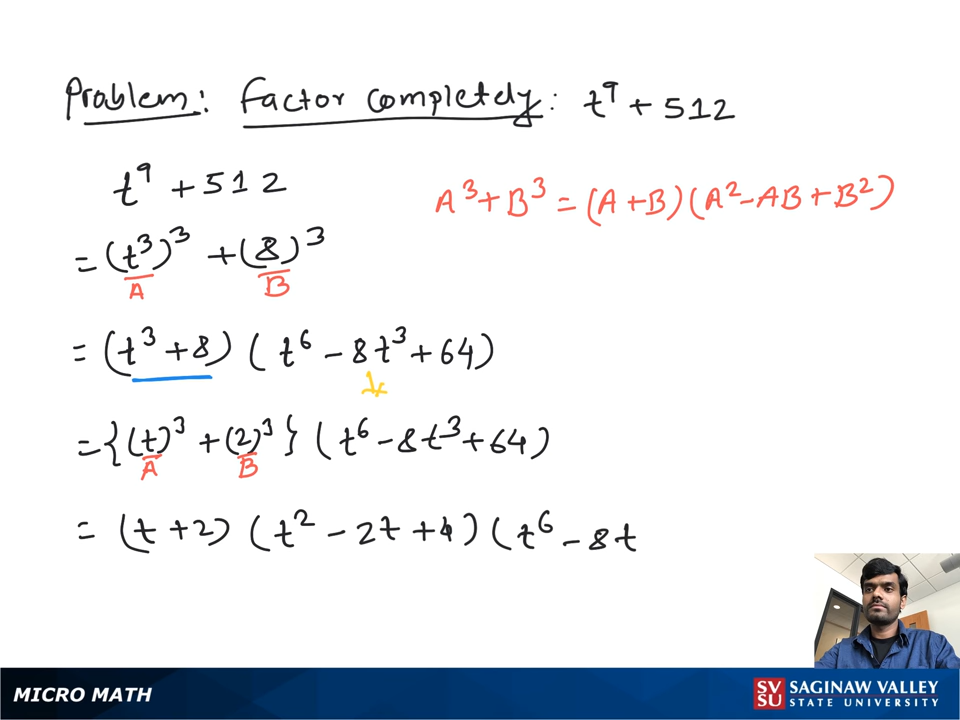 Problem: Factor completely: t⁹ + 512
t⁹ + 512
A³ + B³ = (A + B)(A² - AB + B²)
= (t³)³ + (8)³
A B
= (t³ + 8) (t⁶ - 8t³ + 64)
= {(t)³ + (2)³} (t⁶ - 8t³ + 64)
A B
= (t + 2) (t² - 2t + 4) (t⁶ - 8t
MICRO MATH
SV SU SAGINAW VALLEY
STATE UNIVERSITY